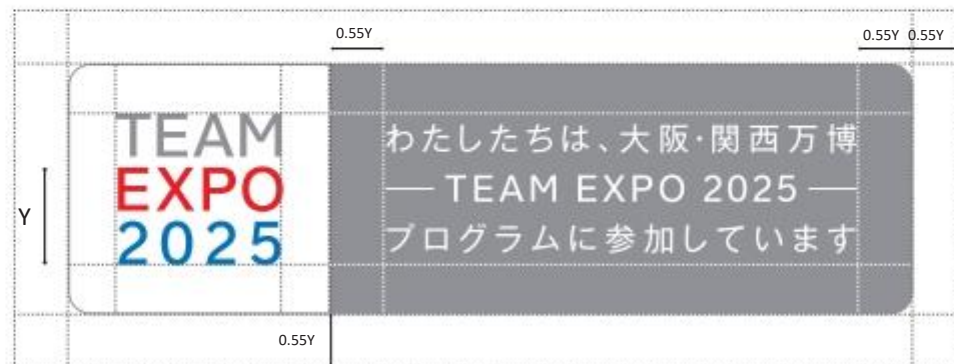 0.55Y
0.55Y 0.55Y
TEAM
EXPO
2025
わたしたちは、大阪･関西万博
TEAM EXPO 2025
プログラムに参加しています
Y
0.55Y